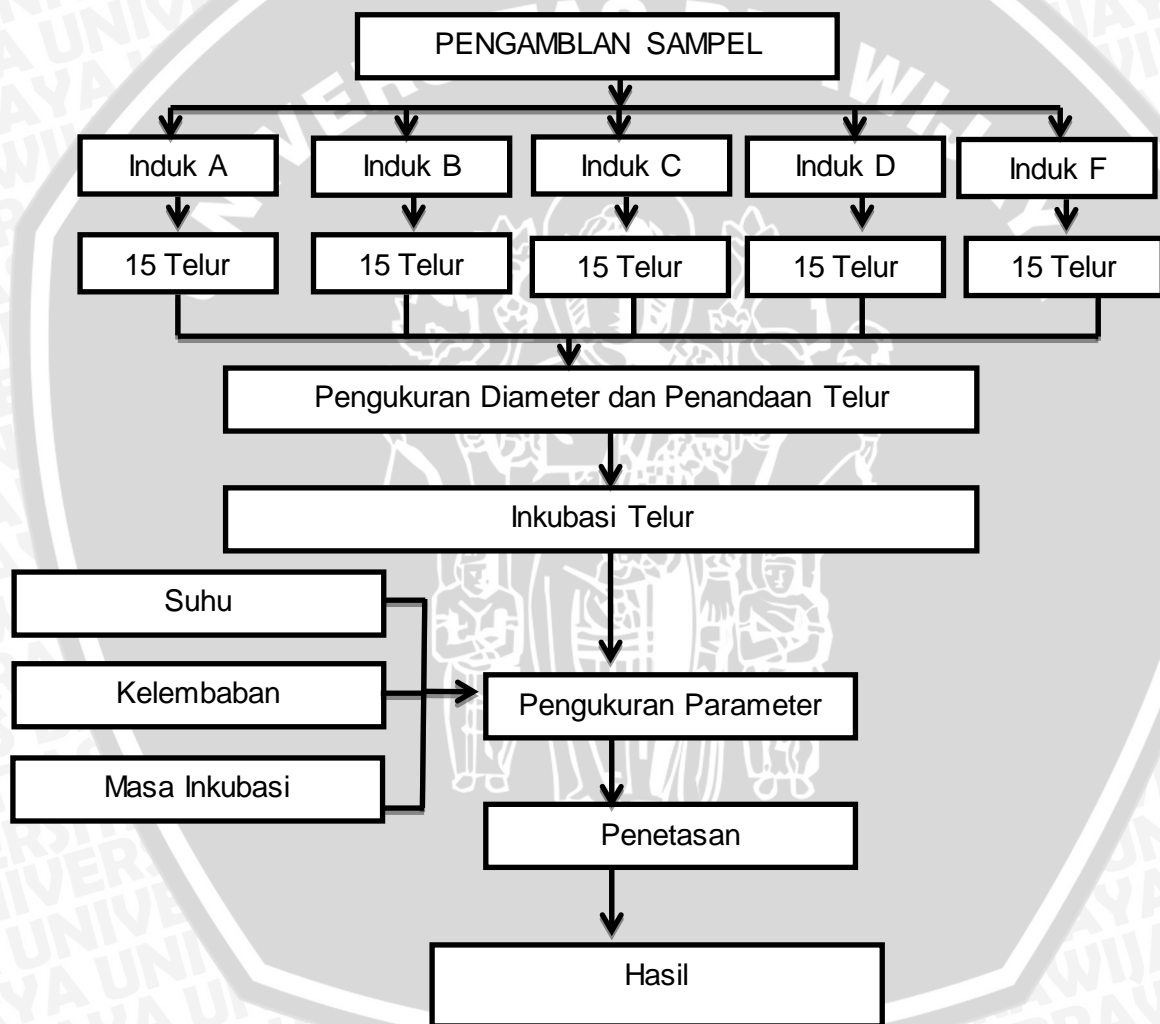 PENGAMBLAN SAMPEL
Induk A
Induk B
Induk C
Induk D
Induk F
15 Telur
15 Telur
15 Telur
15 Telur
15 Telur
Pengukuran Diameter dan Penandaan Telur
Inkubasi Telur
Suhu
Kelembaban
Masa Inkubasi
Pengukuran Parameter
Penetasan
Hasil